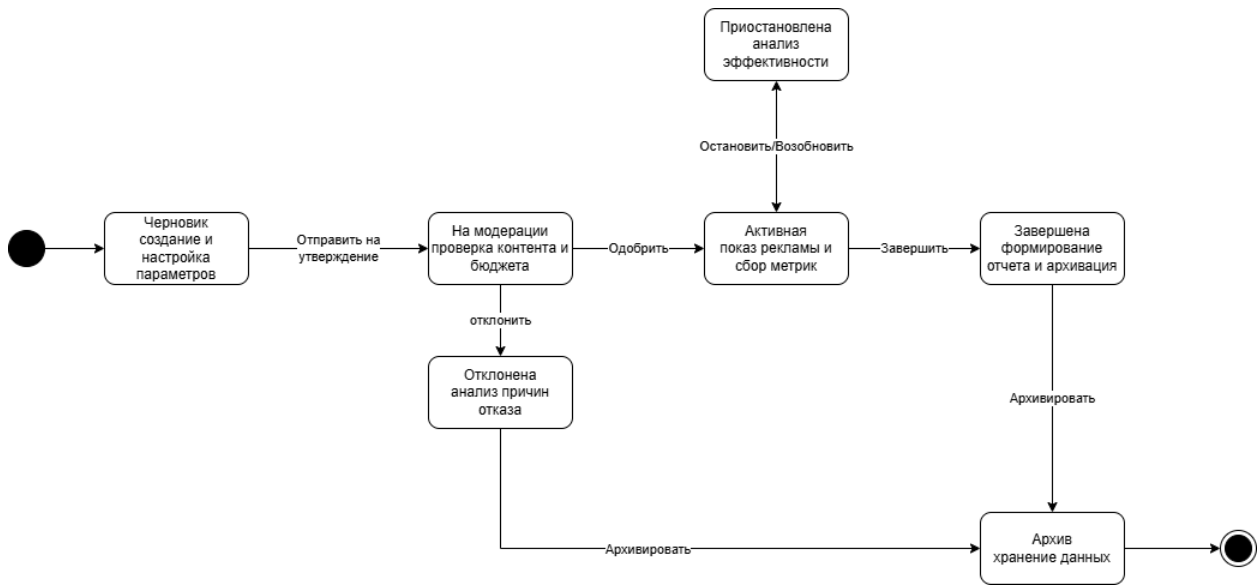 Приостановлена
анализ
эффективности
Остановить/Возобновить
Черновик
создание и
настройка
параметров
Отправить на
утверждение
На модерации
проверка контента и
бюджета
Одобрить
Активная
показ рекламы и
сбор метрик
Завершить
Завершена
формирование
отчета и архивация
отклонить
Отклонена
анализ причин
отказа
Архивировать
Архивировать
Архив
хранение данных